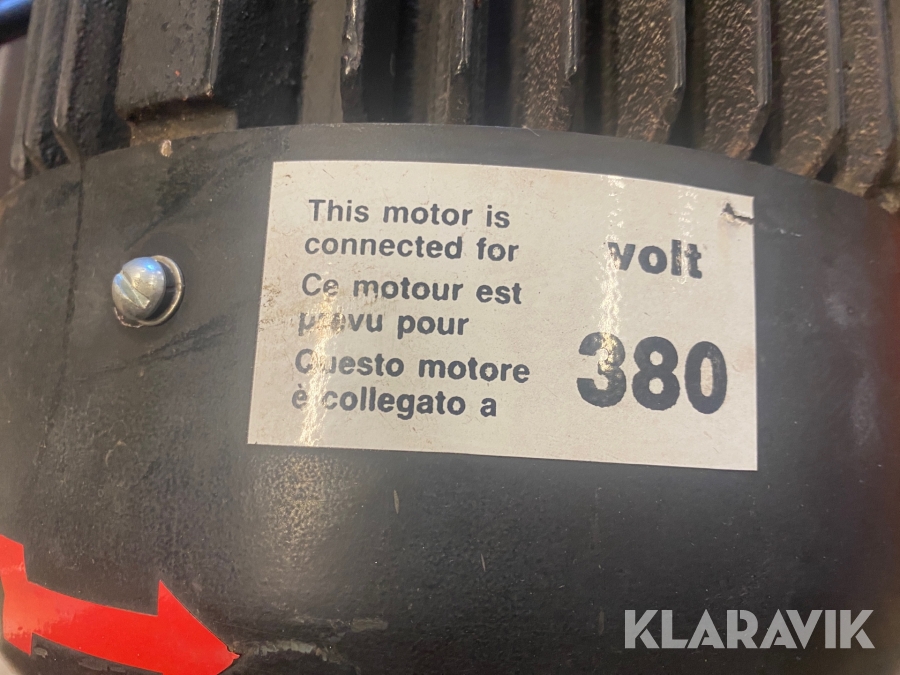 This motor is
connected for
Ce motour est
prevu pour
Questo motore
è collegato a
volt
380
KLARAVIK